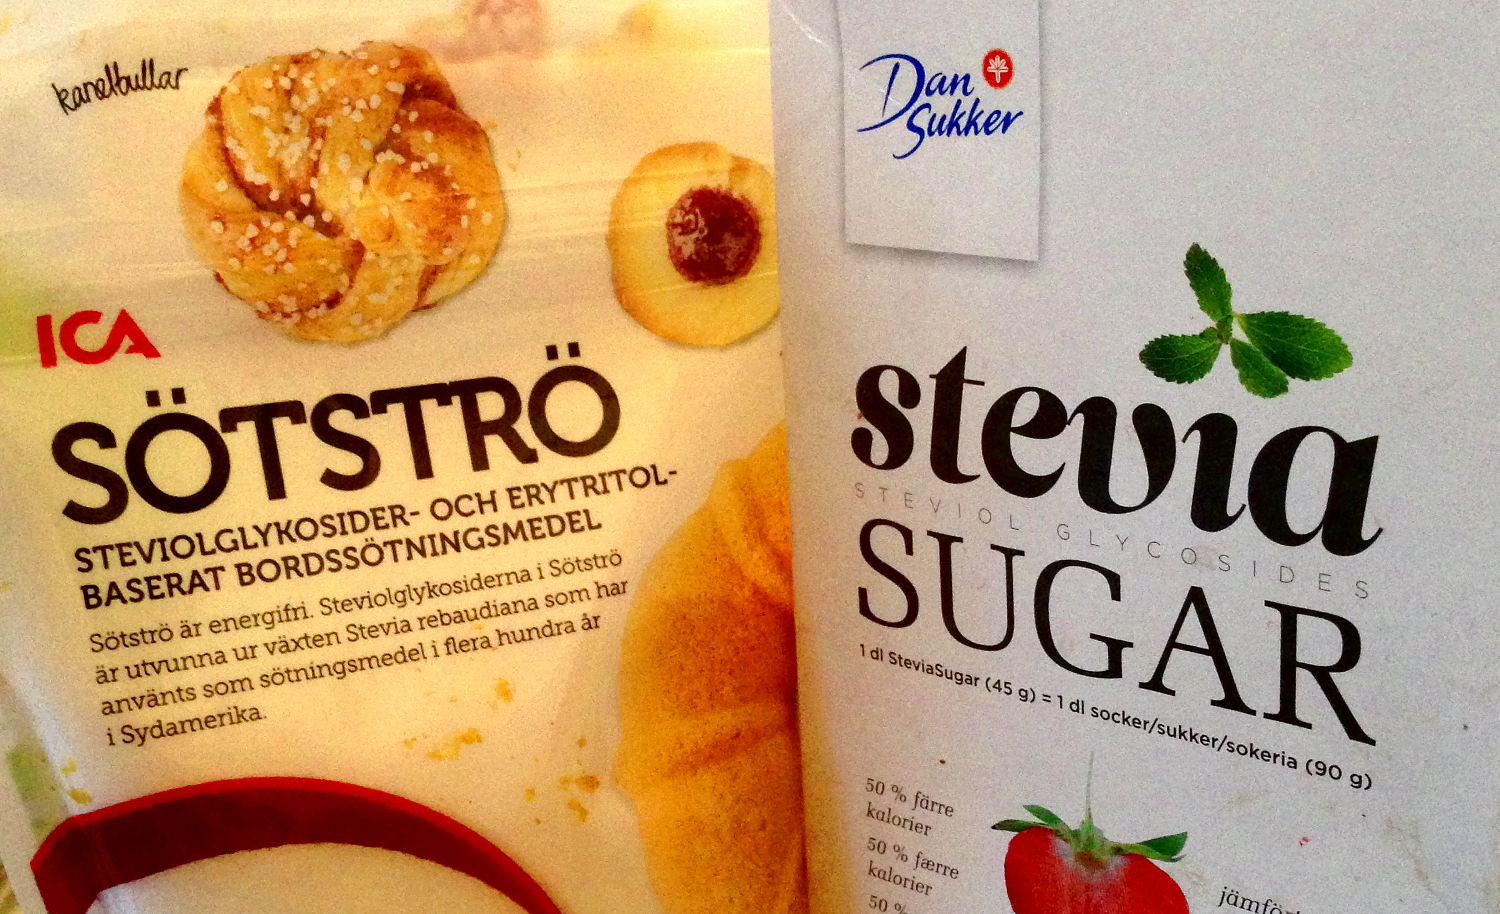 kanelbullar
ICA
SÖTSTRÖ
STEVIOLGLYKOSIDER- OCH ERYTRITOL-
BASERAT BORDSSÖTNINGSMEDEL
Sötströ är energifri. Steviolglykosiderna i Sötströ
är utvunna ur växten Stevia rebaudiana som har
använts som sötningsmedel i flera hundra år
i Sydamerika.
Dan
Sukker
stevia
STEVIOL GLYCOSIDES
SUGAR
1 dl SteviaSugar (45 g) = 1 dl socker/sukker/sokeria (90 g)
50 % färre
kalorier
50 % færre
kalorier
50 %